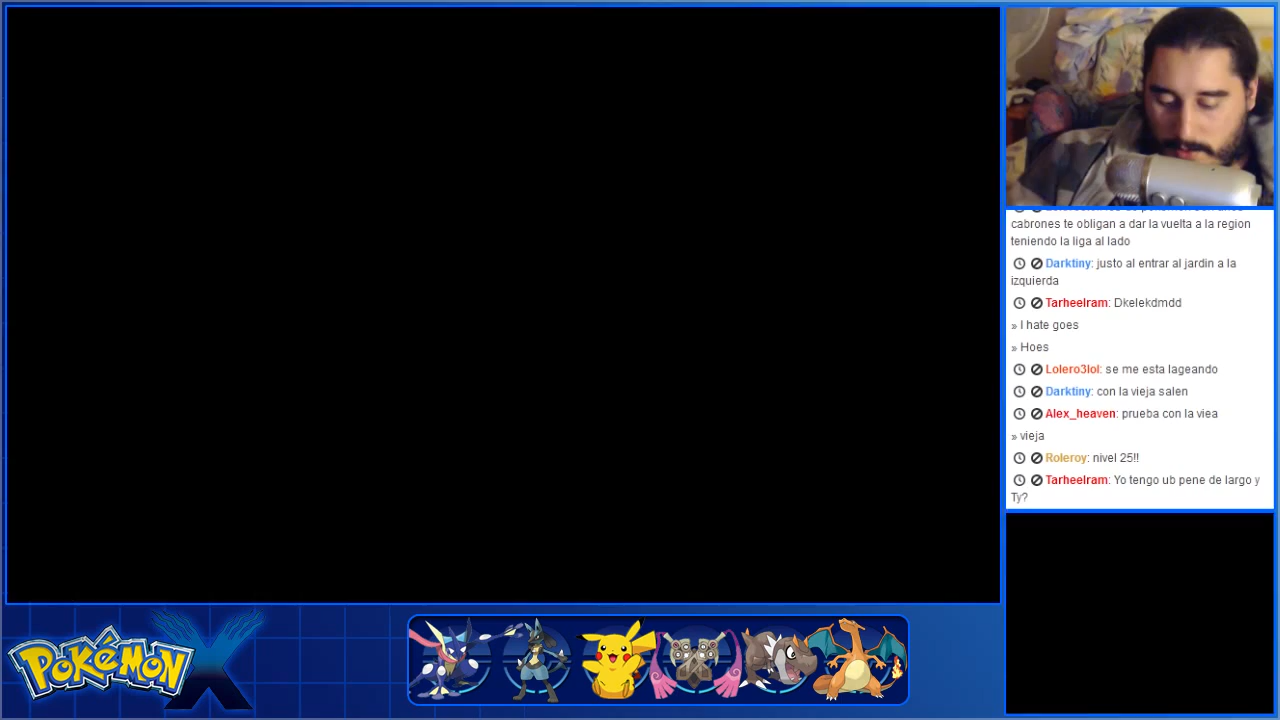 cabrones te obligan a dar la vuelta a la region
teniendo la liga al lado
Darktiny: justo al entrar al jardin a la
izquierda
Tarheelram: Dkelekdmdd
» I hate goes
» Hoes
Lolero3lol: se me esta lageando
Darktiny: con la vieja salen
Alex_heaven: prueba con la viea
» vieja
Roleroy: nivel 25!!
Tarheelram: Yo tengo ub pene de largo y
Ty?
POKéMON X